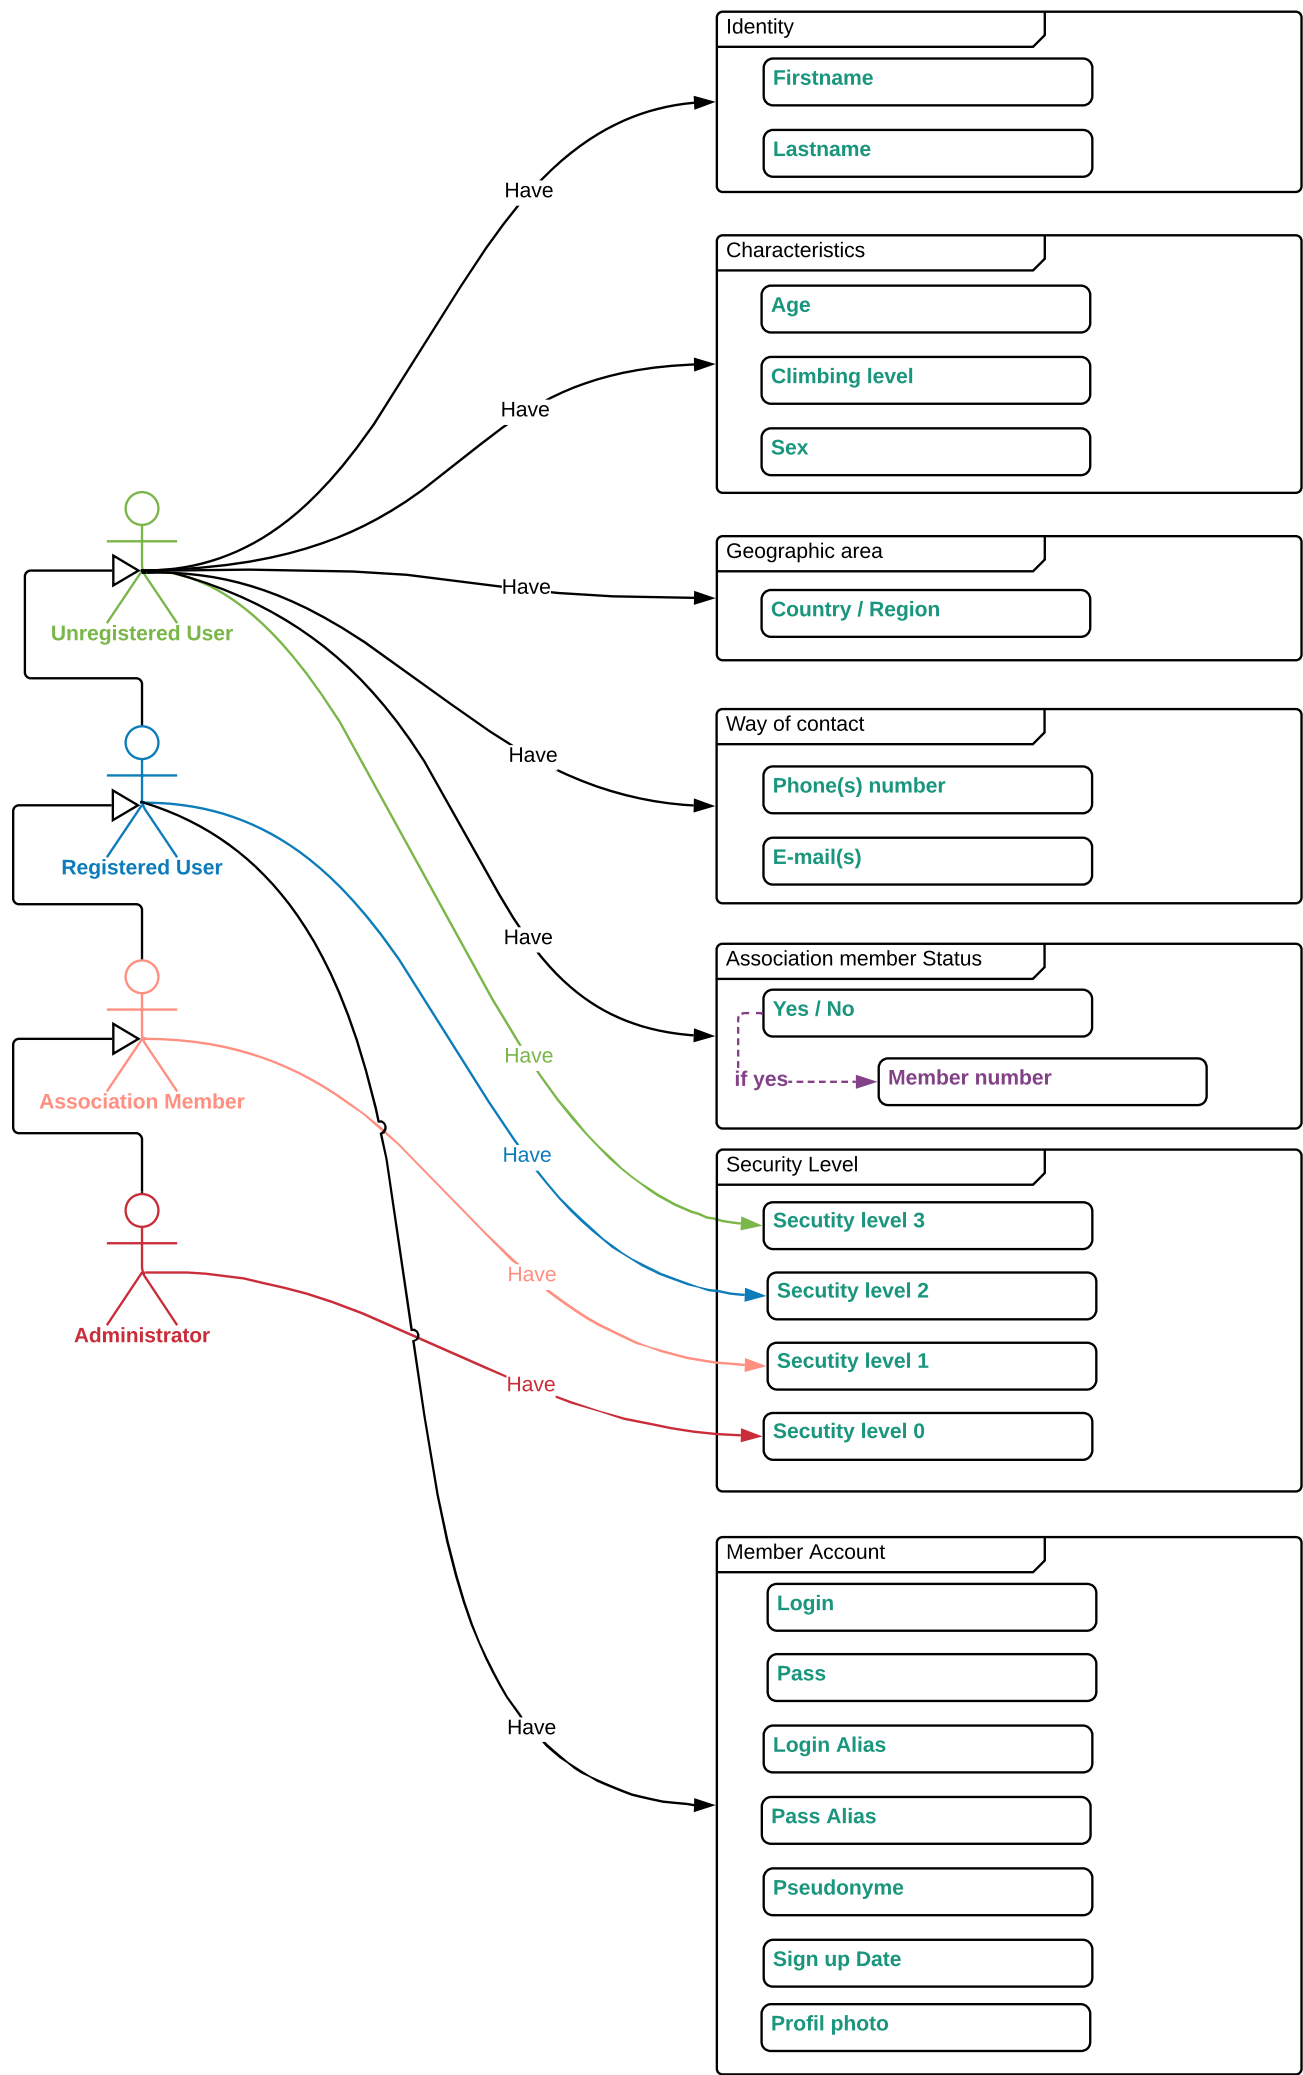 Identity
Firstname
Lastname
Have
Characteristics
Age
Climbing level
Sex
Have
Geographic area
Country / Region
Have
Unregistered User
Way of contact
Phone(s) number
E-mail(s)
Have
Registered User
Association member Status
Yes / No
if yes
Member number
Have
Have
Association Member
Security Level
Secutity level 3
Secutity level 2
Secutity level 1
Secutity level 0
Have
Have
Have
Administrator
Member Account
Login
Pass
Login Alias
Pass Alias
Pseudonyme
Sign up Date
Profil photo
Have